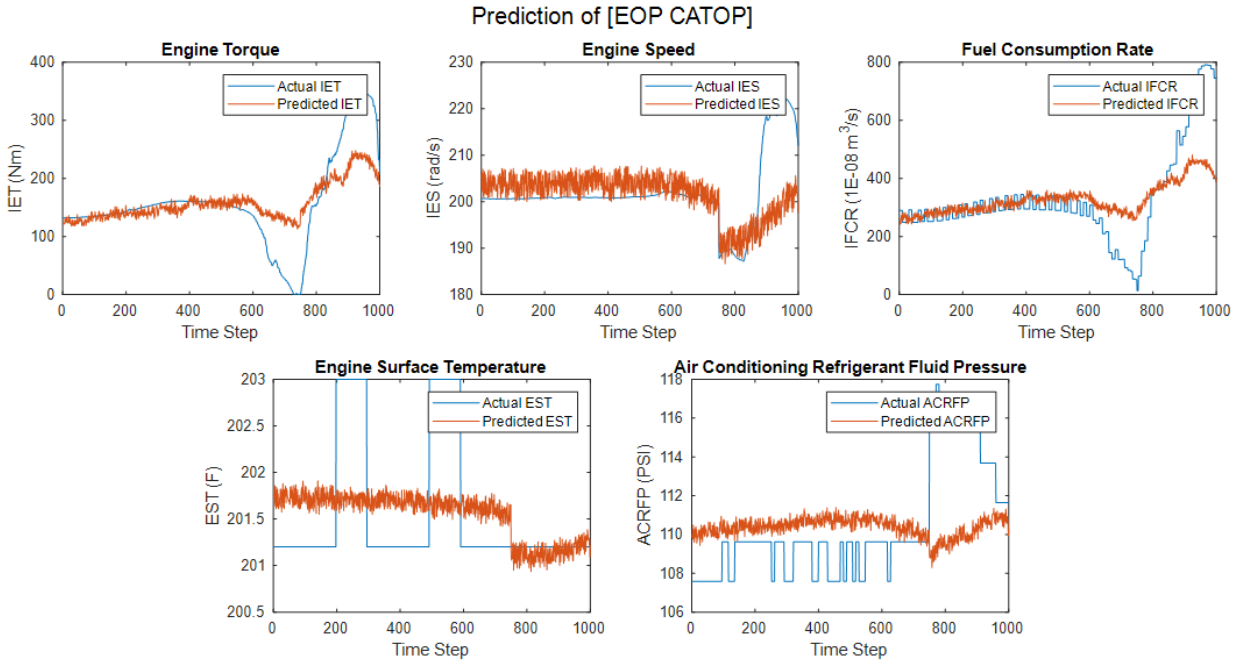 Prediction of [EOP CATOP]
Engine Torque
400
300
200
100
0
IET (Nm)
Actual IET
Predicted IET
0 200 400 600 800 1000
Time Step
Engine Speed
230
220
210
200
190
180
IES (rad/s)
Actual IES
Predicted IES
0 200 400 600 800 1000
Time Step
Fuel Consumption Rate
800
600
400
200
0
IFCR (1E-08 m³/s)
Actual IFCR
Predicted IFCR
0 200 400 600 800 1000
Time Step
Engine Surface Temperature
203
202.5
202
201.5
201
200.5
EST (F)
Actual EST
Predicted EST
0 200 400 600 800 1000
Time Step
Air Conditioning Refrigerant Fluid Pressure
118
116
114
112
110
108
106
ACRFP (PSI)
Actual ACRFP
Predicted ACRFP
0 200 400 600 800 1000
Time Step